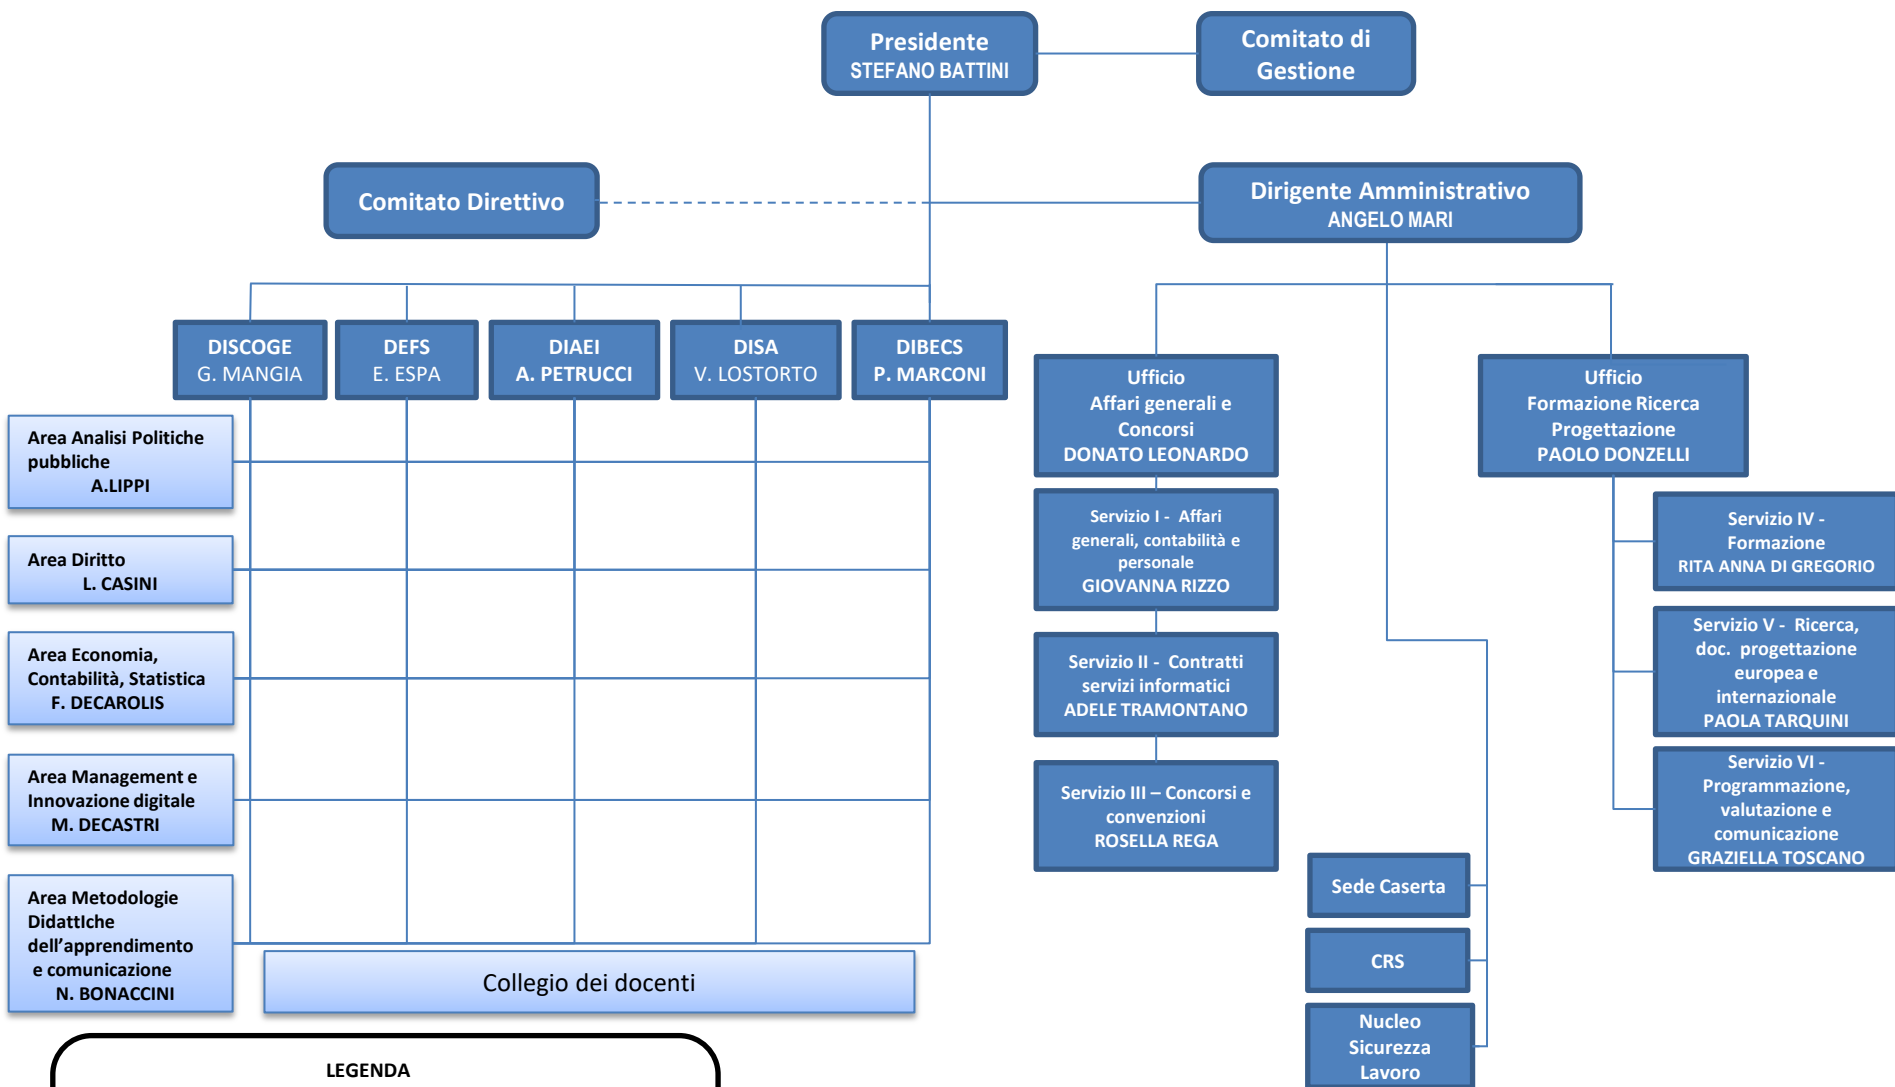 Presidente
STEFANO BATTINI
Comitato di
Gestione
Comitato Direttivo
Dirigente Amministrativo
ANGELO MARI
DISCOGE
G. MANGIA
DEFS
E. ESPA
DIAEI
A. PETRUCCI
DISA
V. LOSTORTO
DIBECS
P. MARCONI
Area Analisi Politiche
pubbliche
A.LIPPI
Area Diritto
L. CASINI
Area Economia,
Contabilità, Statistica
F. DECAROLIS
Area Management e
Innovazione digitale
M. DECASTRI
Area Metodologie
DidattIche
dell'apprendimento
e comunicazione
N. BONACCINI
Collegio dei docenti
Ufficio
Affari generali e
Concorsi
DONATO LEONARDO
Servizio I - Affari
generali, contabilità e
personale
GIOVANNA RIZZO
Servizio II - Contratti
servizi informatici
ADELE TRAMONTANO
Servizio III – Concorsi e
convenzioni
ROSELLA REGA
Ufficio
Formazione Ricerca
Progettazione
PAOLO DONZELLI
Servizio IV -
Formazione
RITA ANNA DI GREGORIO
Servizio V - Ricerca,
doc. progettazione
europea e
internazionale
PAOLA TARQUINI
Servizio VI -
Programmazione,
valutazione e
comunicazione
GRAZIELLA TOSCANO
Sede Caserta
CRS
Nucleo
Sicurezza
Lavoro
LEGENDA